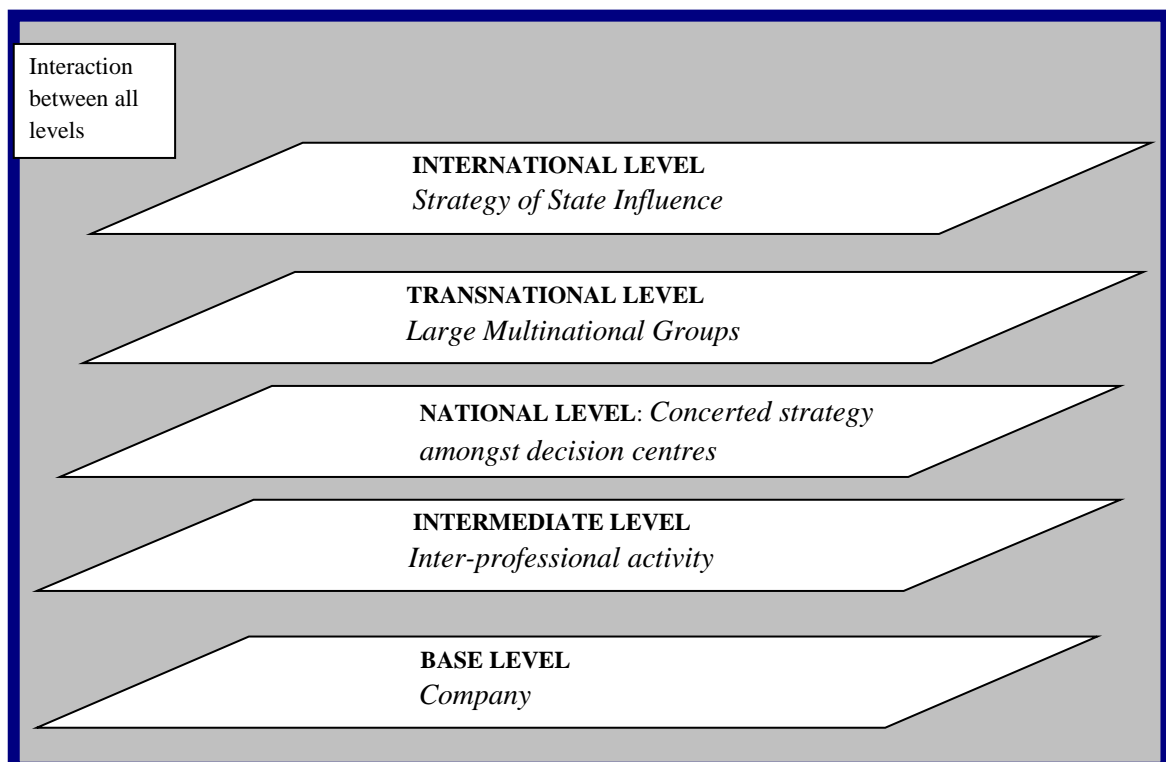 Interaction
between all
levels
INTERNATIONAL LEVEL
Strategy of State Influence
TRANSNATIONAL LEVEL
Large Multinational Groups
NATIONAL LEVEL: Concerted strategy
amongst decision centres
INTERMEDIATE LEVEL
Inter-professional activity
BASE LEVEL
Company